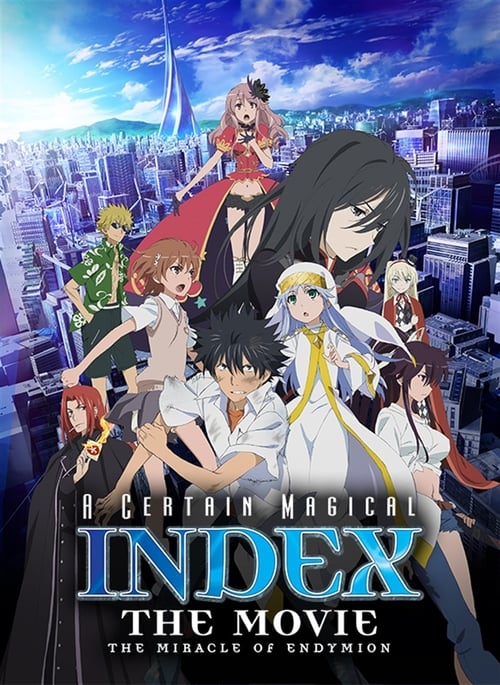 A CERTAIN MAGICAL
INDEX
THE MOVIE
THE MIRACLE OF ENDYMION